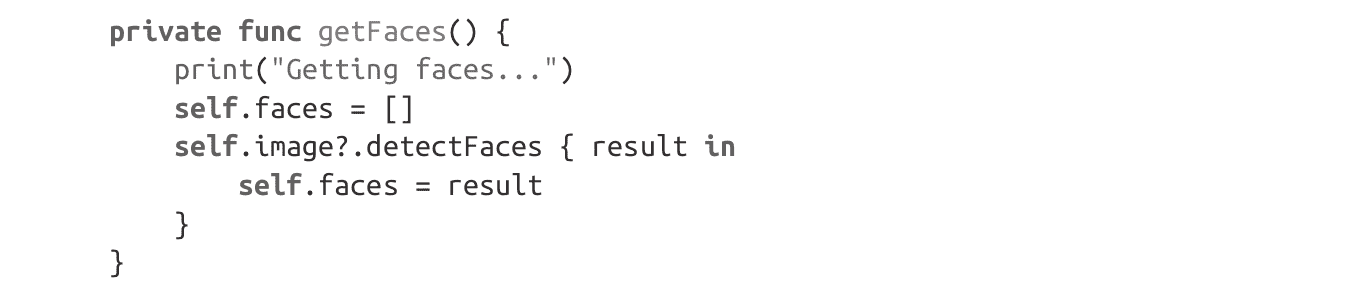 private func getFaces() {
    print("Getting faces...")
    self.faces = []
    self.image?.detectFaces { result in
        self.faces = result
    }
}